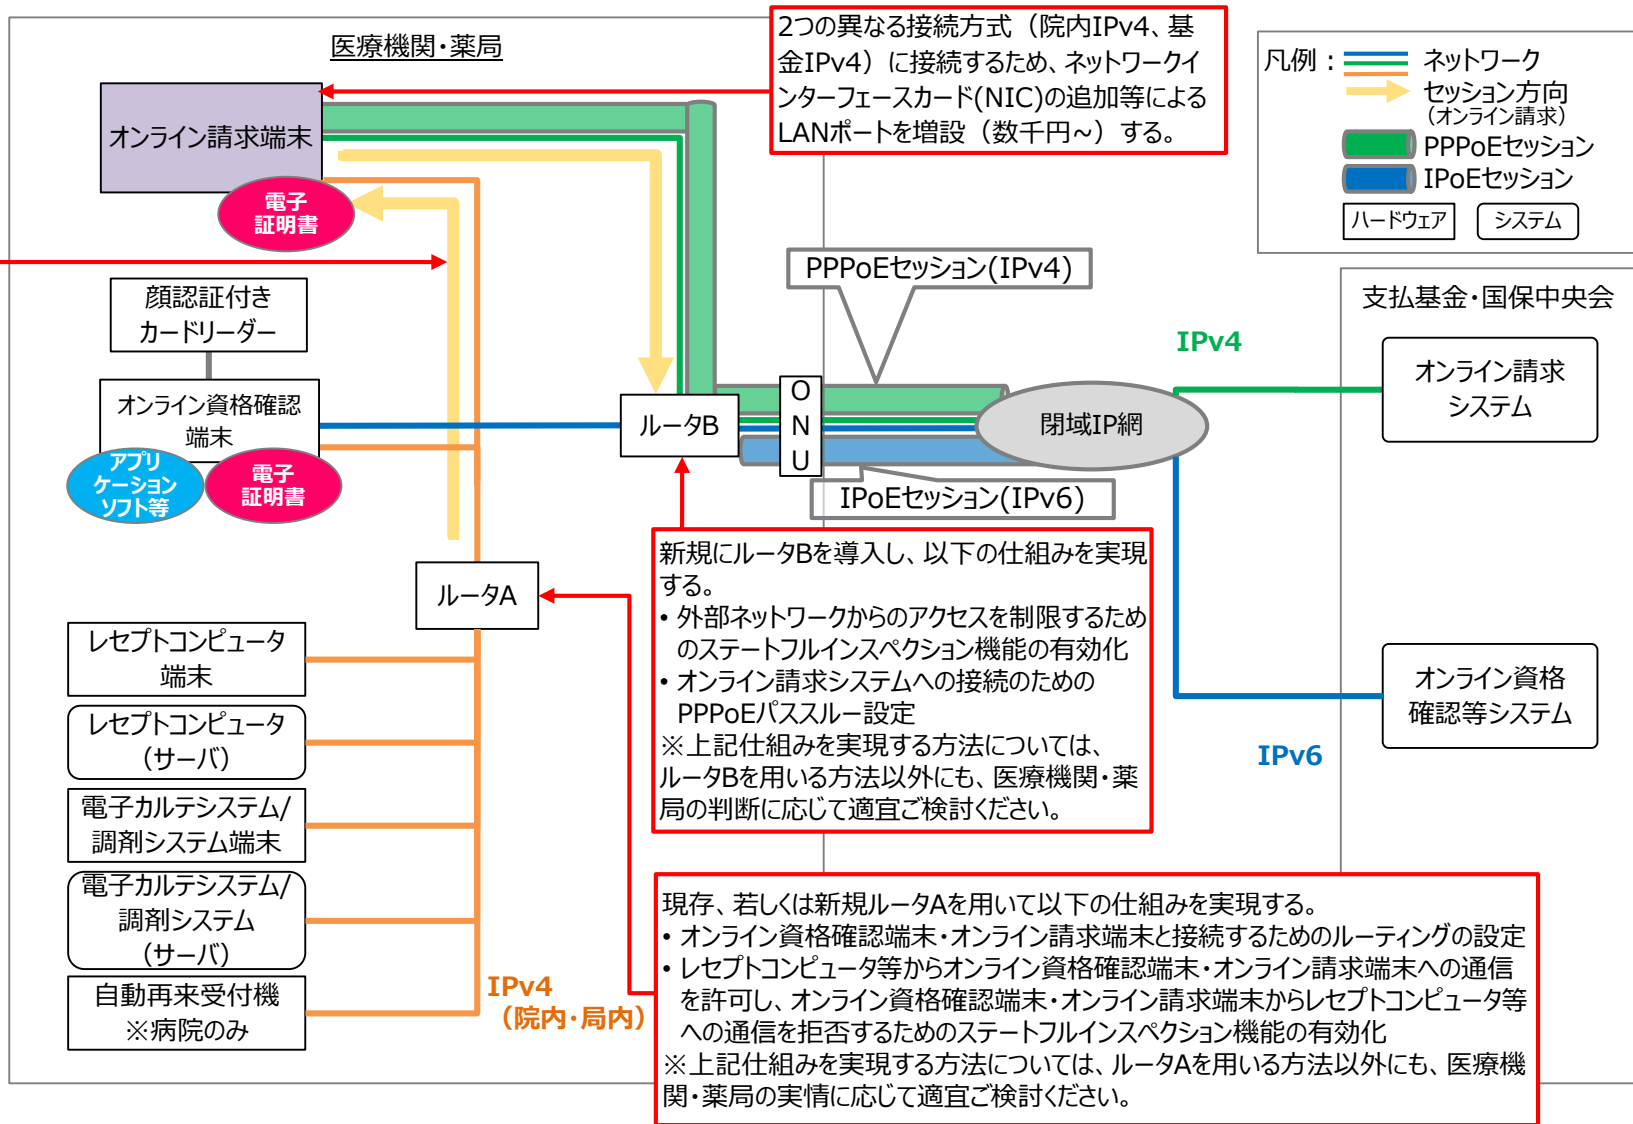 医療機関・薬局
2つの異なる接続方式（院内IPv4、基
金IPv4）に接続するため、ネットワークイ
ンターフェースカード(NIC)の追加等による
LANポートを増設（数千円~）する。
凡例：
ネットワーク
セッション方向
（オンライン請求）
PPPoEセッション
IPoEセッション
ハードウェア
システム
オンライン請求端末
電子
証明書
顔認証付き
カードリーダー
オンライン資格確認
端末
アプリ
ケーション
ソフト等
電子
証明書
PPPoEセッション(IPv4)
ルータB
O
N
U
閉域IP網
IPoEセッション(IPv6)
IPv4
支払基金・国保中央会
オンライン請求
システム
オンライン資格
確認等システム
IPv6
新規にルータBを導入し、以下の仕組みを実現
する。
• 外部ネットワークからのアクセスを制限するため
のステートフルインスペクション機能の有効化
• オンライン請求システムへの接続のための
PPPoEパススルー設定
※上記仕組みを実現する方法については、
ルータBを用いる方法以外にも、医療機関・薬
局の判断に応じて適宜ご検討ください。
ルータA
レセプトコンピュータ
端末
レセプトコンピュータ
（サーバ）
電子カルテシステム/
調剤システム端末
電子カルテシステム/
調剤システム
（サーバ）
自動再来受付機
※病院のみ
IPv4
（院内・局内）
現存、若しくは新規ルータAを用いて以下の仕組みを実現する。
• オンライン資格確認端末・オンライン請求端末と接続するためのルーティングの設定
• レセプトコンピュータ等からオンライン資格確認端末・オンライン請求端末への通信
を許可し、オンライン資格確認端末・オンライン請求端末からレセプトコンピュータ等
への通信を拒否するためのステートフルインスペクション機能の有効化
※上記仕組みを実現する方法については、ルータAを用いる方法以外にも、医療機
関・薬局の実情に応じて適宜ご検討ください。